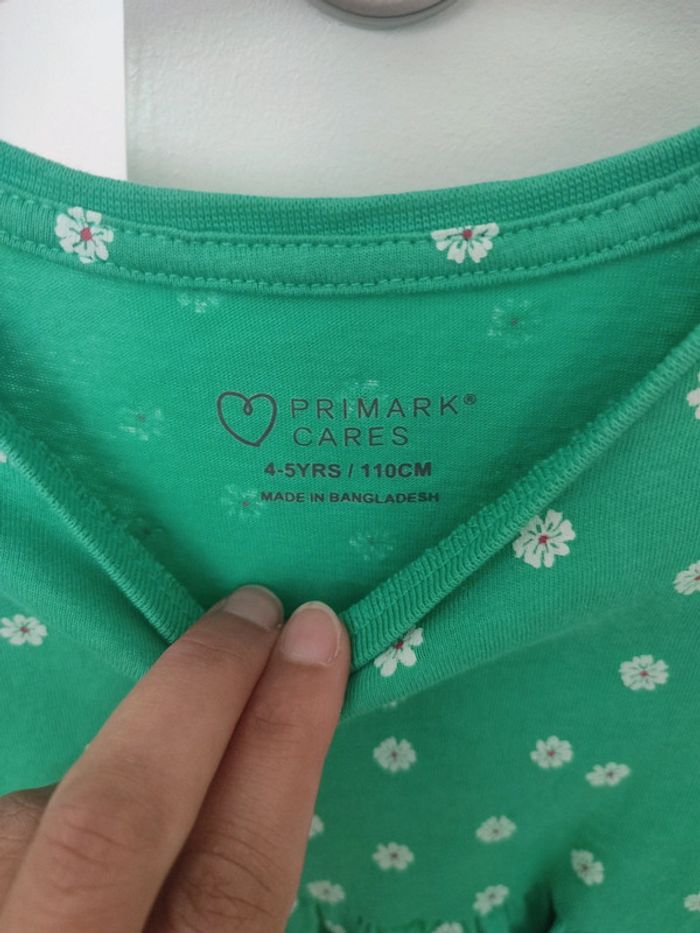 PRIMARK®
CARES
4-5YRS / 110CM
MADE IN BANGLADESH